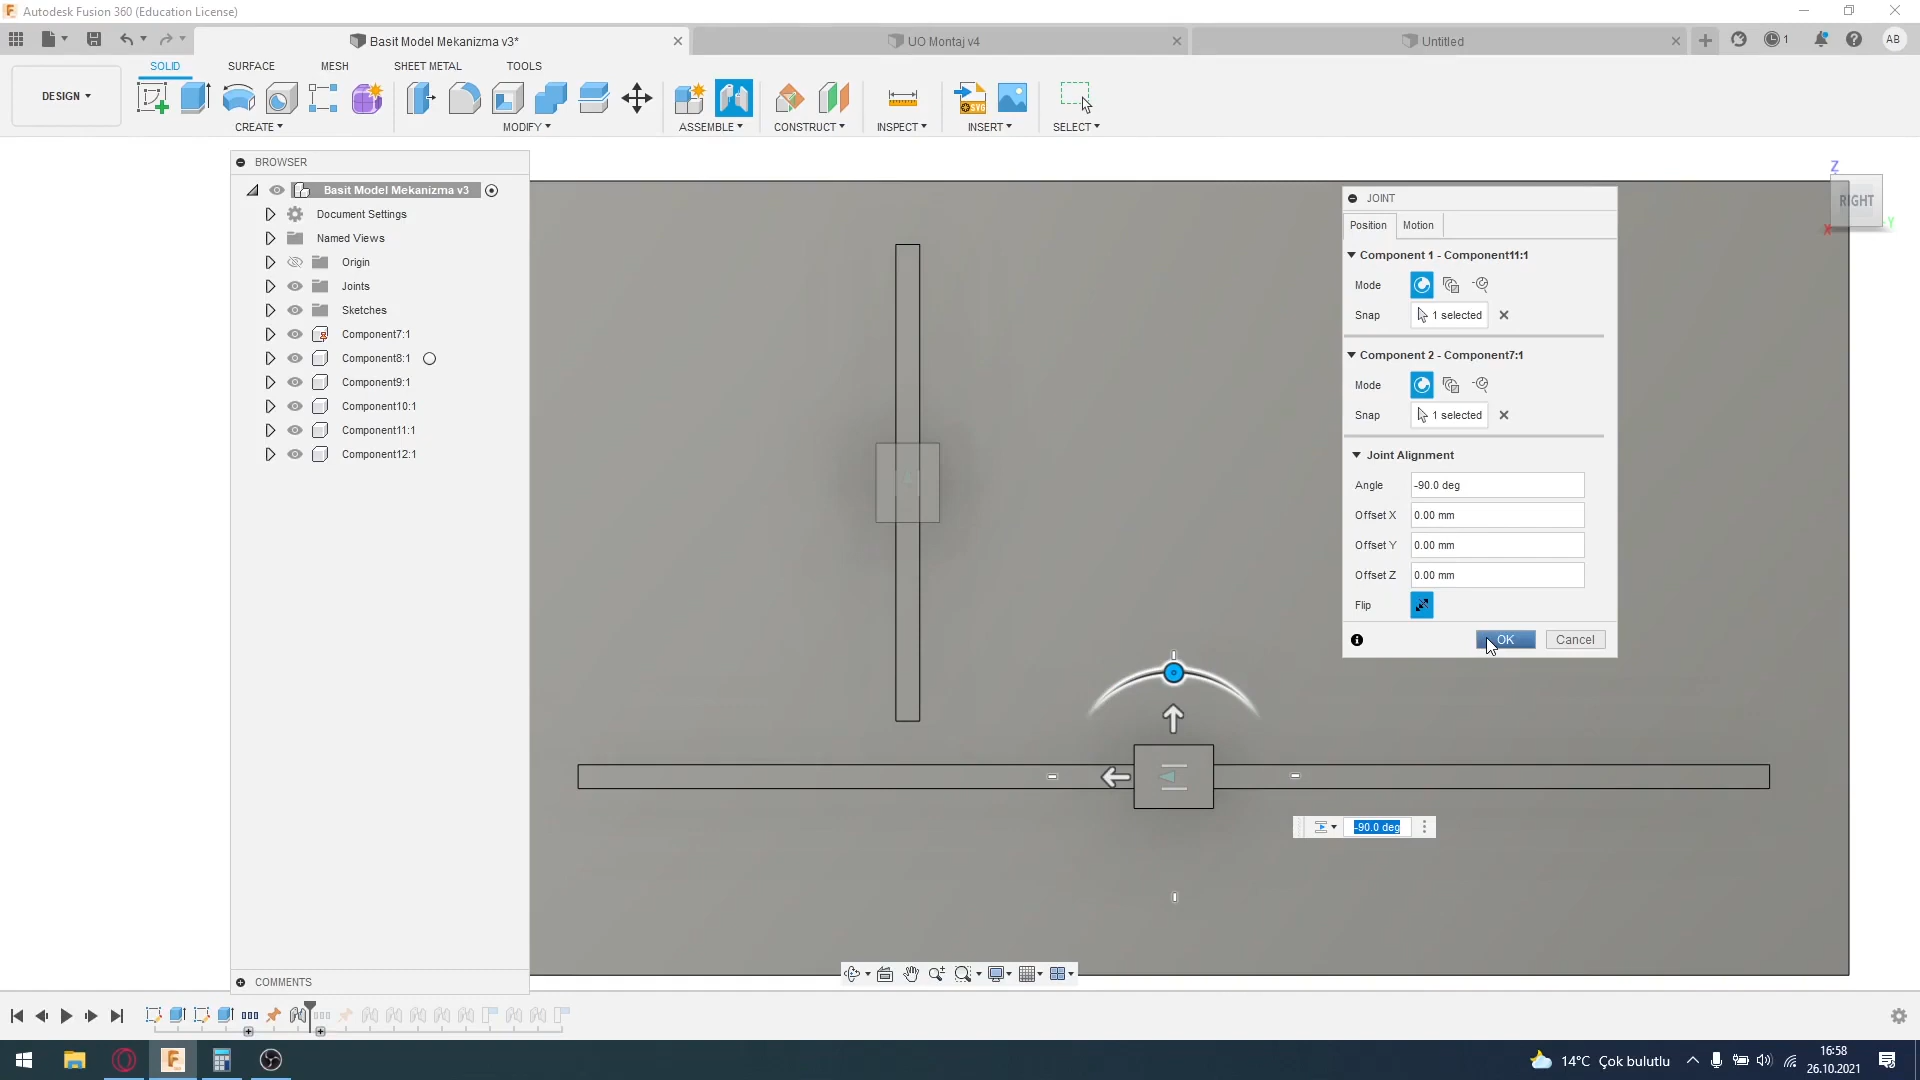 Autodesk Fusion 360 (Education License)
Basit Model Mekanizma v3*
UO Montaj v4
Untitled
1
AB
SOLID
SURFACE
MESH
SHEET METAL
TOOLS
DESIGN
CREATE
MODIFY
ASSEMBLE
CONSTRUCT
INSPECT
INSERT
SELECT
SVG
BROWSER
Basit Model Mekanizma v3
Document Settings
Named Views
Origin
Joints
Sketches
Component7:1
Component8:1
Component9:1
Component10:1
Component11:1
Component12:1
COMMENTS
Z
RIGHT
X
Y
JOINT
Position
Motion
Component 1 - Component11:1
Mode
Snap
1 selected
Component 2 - Component7:1
Mode
Snap
1 selected
Joint Alignment
Angle
-90.0 deg
Offset X
0.00 mm
Offset Y
0.00 mm
Offset Z
0.00 mm
Flip
OK
Cancel
-90.0 deg
14°C Çok bulutlu
16:58
26.10.2021